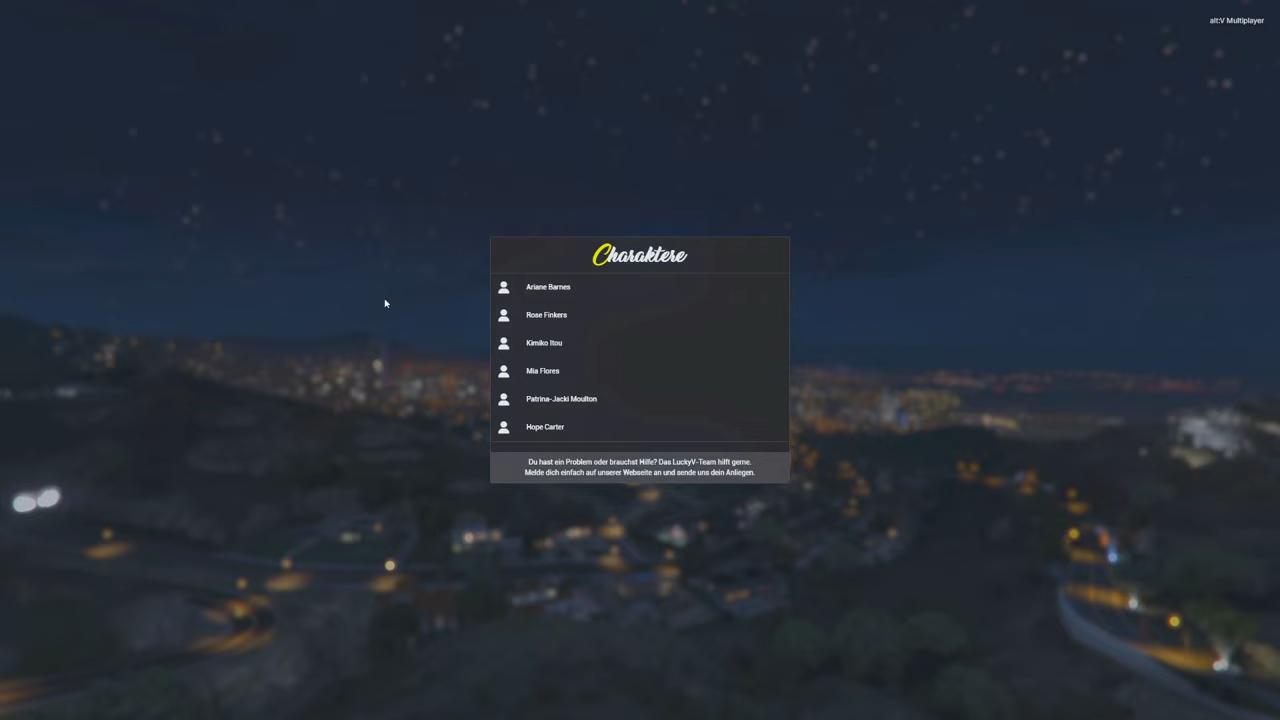 alt:V Multiplayer
Charaktere
Ariane Barnes
Rose Finkers
Kimiko Itou
Mia Flores
Patrina-Jacki Moulton
Hope Carter
Du hast ein Problem oder brauchst Hilfe? Das LuckyV-Team hilft gerne.
Melde dich einfach auf unserer Webseite an und sende uns dein Anliegen.